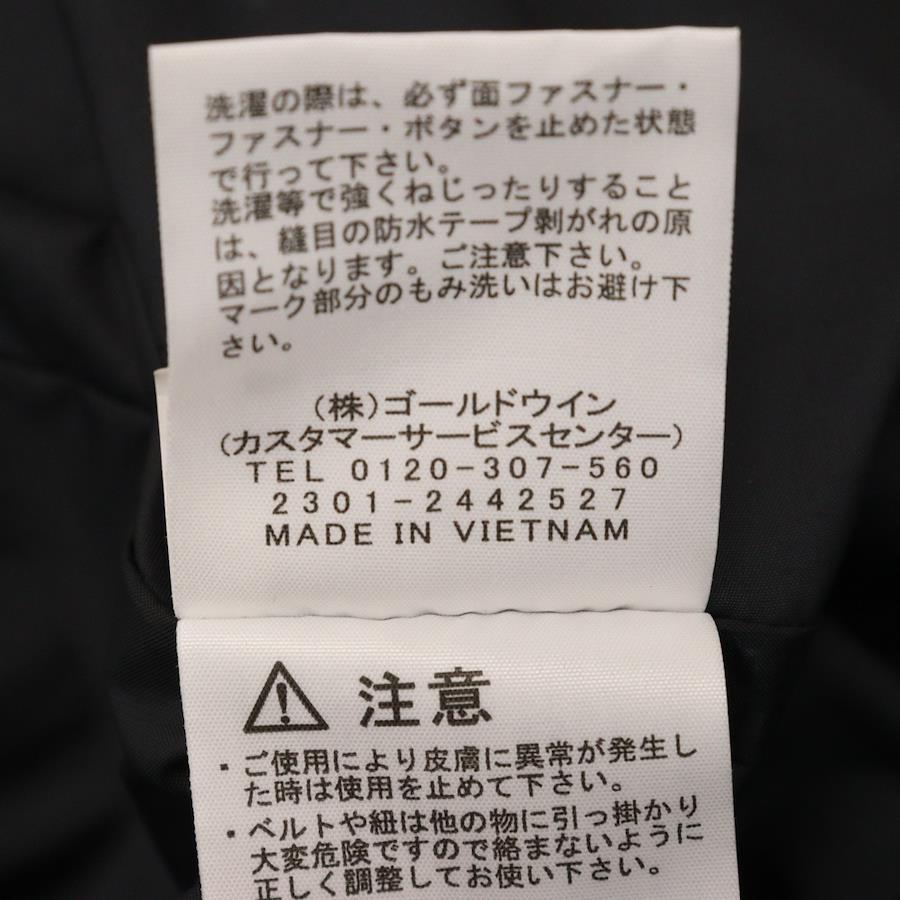 洗濯の際は、必ず面ファスナー・
ファスナー・ボタンを止めた状態
で行って下さい。
洗濯等で強くねじったりすること
は、縫目の防水テープ剥がれの原
因となります。ご注意下さい。
マーク部分のもみ洗いはお避け下
さい。
（株）ゴールドウイン
（カスタマーサービスセンター）
TEL 0120-307-560
2301-2442527
MADE IN VIETNAM
注意
・ご使用により皮膚に異常が発生し
た時は使用を止めて下さい。
・ベルトや紐は他の物に引っ掛かり
大変危険ですので絡まないように
正しく調整してお使い下さい。